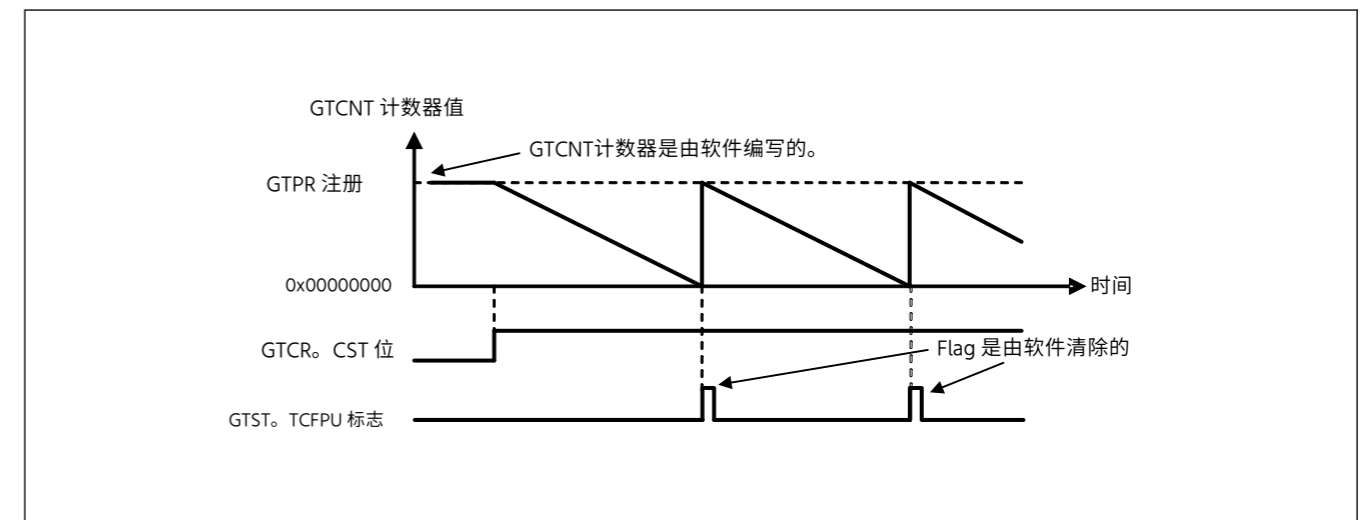 GTCNT 计数器值
GTCNT计数器是由软件编写的。
GTPR 注册
0x00000000
时间
GTCR。CST 位
Flag 是由软件清除的
GTST。TCFPU 标志